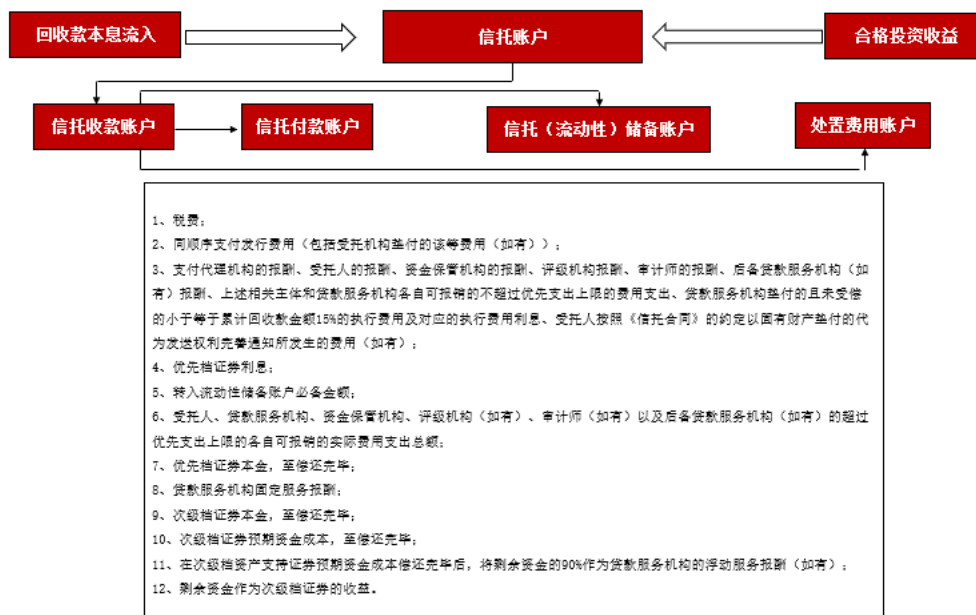 回收款本息流入
信托账户
合格投资收益
信托收款账户
信托付款账户
信托（流动性）储备账户
处置费用账户
1、税费；
2、同顺序支付发行费用（包括受托机构垫付的该等费用（如有））；
3、支付代理机构的报酬、受托人的报酬、资金保管机构的报酬、评级机构报酬、审计师的报酬、后备贷款服务机构（如
有）报酬、上述相关主体和贷款服务机构各自可报销的不超过优先支出上限的费用支出、贷款服务机构垫付的且未受偿
的小于等于累计回收款金额15%的执行费用及对应的执行费用利息、受托人按照《信托合同》的约定以固有财产垫付的代
为发送权利完善通知所发生的费用（如有）；
4、优先档证券利息；
5、转入流动性储备账户必备金额；
6、受托人、贷款服务机构、资金保管机构、评级机构（如有）、审计师（如有）以及后备贷款服务机构（如有）的超过
优先支出上限的各自可报销的实际费用支出总额；
7、优先档证券本金，至偿还完毕；
8、贷款服务机构固定服务报酬；
9、次级档证券本金，至偿还完毕；
10、次级档证券预期资金成本，至偿还完毕；
11、在次级档资产支持证券预期资金成本偿还完毕后，将剩余资金的90%作为贷款服务机构的浮动服务报酬（如有）；
12、剩余资金作为次级档证券的收益。